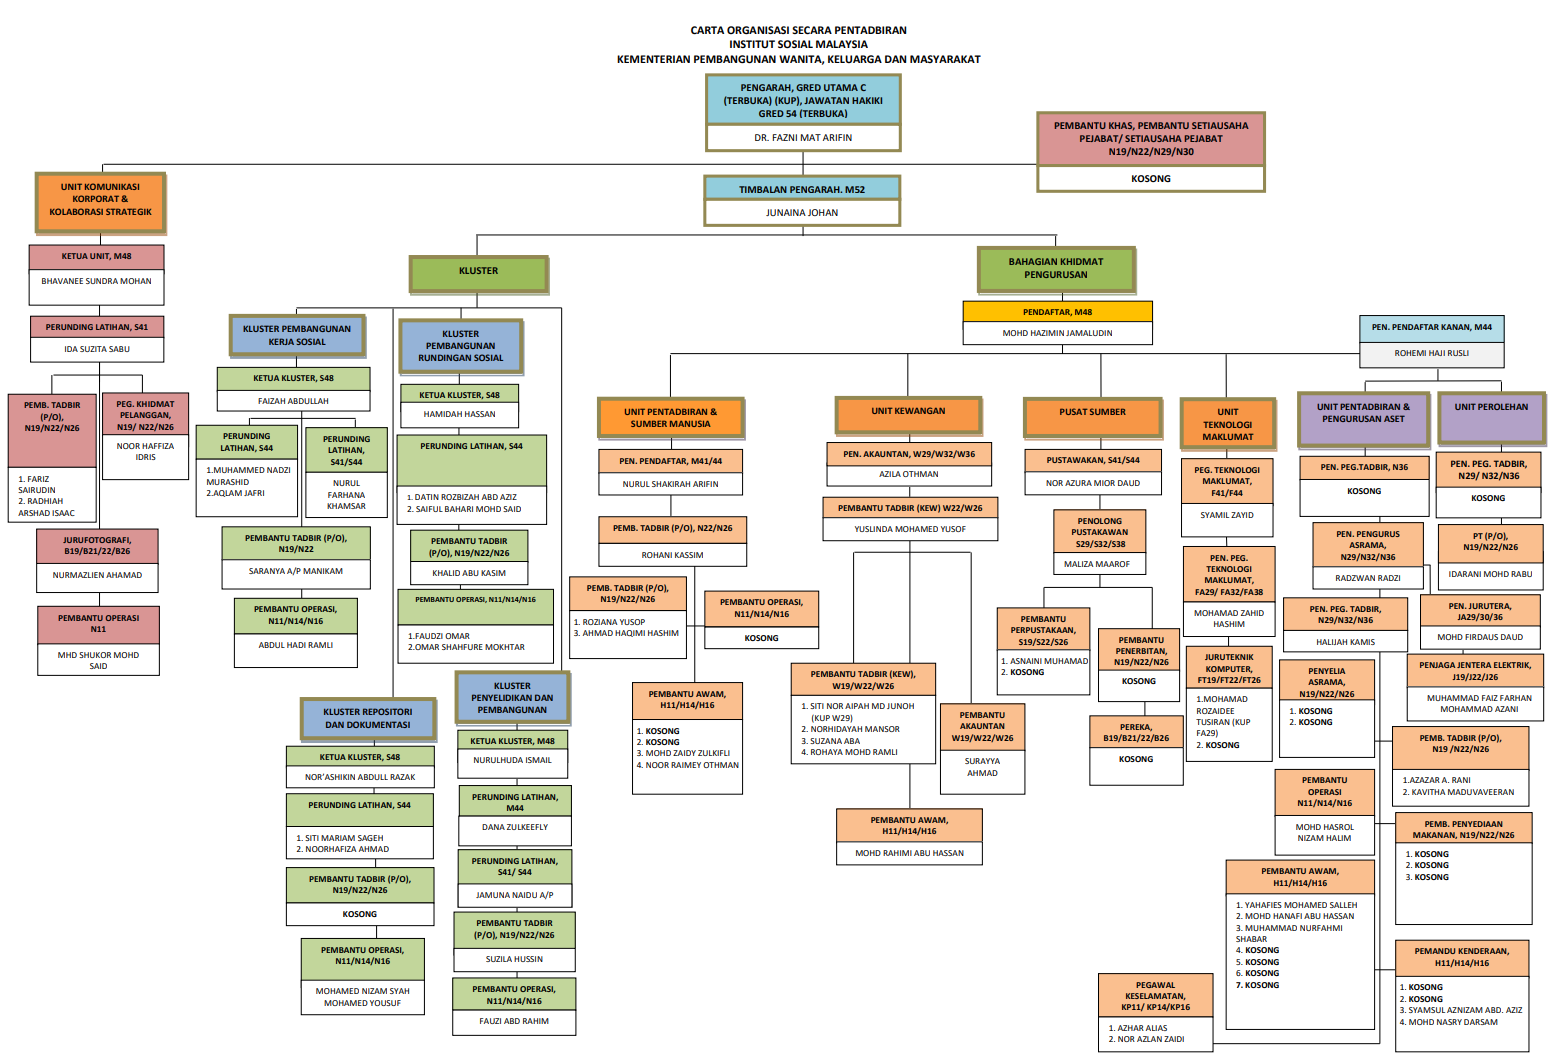 CARTA ORGANISASI SECARA PENTADBIRAN
INSTITUT SOSIAL MALAYSIA
KEMENTERIAN PEMBANGUNAN WANITA, KELUARGA DAN MASYARAKAT
PENGARAH, GRED UTAMA C
(TERBUKA) (KUP), JAWATAN HAKIKI
GRED 54 (TERBUKA)
DR. FAZNI MAT ARIFIN
PEMBANTU KHAS, PEMBANTU SETIAUSAHA
PEJABAT/ SETIAUSAHA PEJABAT
N19/N22/N29/N30
KOSONG
TIMBALAN PENGARAH. M52
JUNAINA JOHAN
UNIT KOMUNIKASI
KORPORAT &
KOLABORASI STRATEGIK
KETUA UNIT, M48
BHAVANEE SUNDRA MOHAN
PERUNDING LATIHAN, S41
IDA SUZITA SABU
PEMB. TADBIR
(P/O),
N19/N22/N26
1. FARIZ
SAIRUDIN
2. RADHIAH
ARSHAD ISAAC
PEG. KHIDMAT
PELANGGAN,
N19/ N22/N26
NOOR HAFFIZA
IDRIS
JURUFOTOGRAFI,
B19/B21/22/B26
NURMAZLIEN AHAMAD
PEMBANTU OPERASI
N11
MHD SHUKOR MOHD
SAID
KLUSTER
KLUSTER PEMBANGUNAN
KERJA SOSIAL
KETUA KLUSTER, S48
FAIZAH ABDULLAH
PERUNDING
LATIHAN, S44
1.MUHAMMED NADZI
MURASHID
2.AQLAM JAFRI
PERUNDING
LATIHAN,
S41/S44
NURUL
FARHANA
KHAMSAR
PEMBANTU TADBIR (P/O),
N19/N22
SARANYA A/P MANIKAM
PEMBANTU OPERASI,
N11/N14/N16
ABDUL HADI RAMLI
KLUSTER
PEMBANGUNAN
RUNDINGAN SOSIAL
KETUA KLUSTER, S48
HAMIDAH HASSAN
PERUNDING LATIHAN, S44
1. DATIN ROZBIZAH ABD AZIZ
2. SAIFUL BAHARI MOHD SAID
PEMBANTU TADBIR
(P/O), N19/N22/N26
KHALID ABU KASIM
PEMBANTU OPERASI, N11/N14/N16
1.FAUDZI OMAR
2.OMAR SHAHFURE MOKHTAR
KLUSTER REPOSITORI
DAN DOKUMENTASI
KETUA KLUSTER, S48
NOR'ASHIKIN ABDULL RAZAK
PERUNDING LATIHAN, S44
1. SITI MARIAM SAGEH
2. NOORHAFIZA AHMAD
PEMBANTU TADBIR (P/O),
N19/N22/N26
KOSONG
PEMBANTU OPERASI,
N11/N14/N16
MOHAMED NIZAM SYAH
MOHAMED YOUSUF
KLUSTER
PENYELIDIKAN DAN
PEMBANGUNAN
KETUA KLUSTER, M48
NURULHUDA ISMAIL
PERUNDING LATIHAN,
M44
DANA ZULKEEFLY
PERUNDING LATIHAN,
S41/ S44
JAMUNA NAIDU A/P
PEMBANTU TADBIR
(P/O), N19/N22/N26
SUZILA HUSSIN
PEMBANTU OPERASI,
N11/N14/N16
FAUZI ABD RAHIM
BAHAGIAN KHIDMAT
PENGURUSAN
PENDAFTAR, M48
MOHD HAZIMIN JAMALUDIN
PEN. PENDAFTAR KANAN, M44
ROHEMI HAJI RUSLI
UNIT PENTADBIRAN &
SUMBER MANUSIA
PEN. PENDAFTAR, M41/44
NURUL SHAKIRAH ARIFIN
PEMB. TADBIR (P/O), N22/N26
ROHANI KASSIM
PEMB. TADBIR (P/O),
N19/N22/N26
1. ROZIANA YUSOP
3. AHMAD HAQIMI HASHIM
PEMBANTU OPERASI,
N11/N14/N16
KOSONG
PEMBANTU AWAM,
H11/H14/H16
1. KOSONG
2. KOSONG
3. MOHD ZAIDY ZULKIFLI
4. NOOR RAIMEY OTHMAN
UNIT KEWANGAN
PEN. AKAUNTAN, W29/W32/W36
AZILA OTHMAN
PEMBANTU TADBIR (KEW) W22/W26
YUSLINDA MOHAMED YUSOF
PEMBANTU TADBIR (KEW),
W19/W22/W26
1. SITI NOR AIPAH MD JUNOH
(KUP W29)
2. NORHIDAYAH MANSOR
3. SUZANA ABA
4. ROHAYA MOHD RAMLI
PEMBANTU
AKAUNTAN
W19/W22/W26
SURAYYA
AHMAD
PEMBANTU AWAM,
H11/H14/H16
MOHD RAHIMI ABU HASSAN
PUSAT SUMBER
PUSTAWAKAN, S41/S44
NOR AZURA MIOR DAUD
PENOLONG
PUSTAKAWAN
S29/S32/S38
MALIZA MAAROF
PEMBANTU
PERPUSTAKAAN,
S19/S22/S26
1. ASNAINI MUHAMAD
2. KOSONG
PEMBANTU
PENERBITAN,
N19/N22/N26
KOSONG
PEREKA,
B19/B21/22/B26
KOSONG
UNIT
TEKNOLOGI
MAKLUMAT
PEG. TEKNOLOGI
MAKLUMAT,
F41/F44
SYAMIL ZAYID
PEN. PEG.
TEKNOLOGI
MAKLUMAT,
FA29/ FA32/FA38
MOHAMAD ZAHID
HASHIM
JURUTEKNIK
KOMPUTER,
FT19/FT22/FT26
1.MOHAMAD
ROZAIDEE
TUSIRAN (KUP
FA29)
2. KOSONG
UNIT PENTADBIRAN &
PENGURUSAN ASET
PEN. PEG.TADBIR, N36
KOSONG
PEN. PENGURUS
ASRAMA,
N29/N32/N36
RADZWAN RADZI
PEN. PEG. TADBIR,
N29/N32/N36
HALIJAH KAMIS
PENYELIA
ASRAMA,
N19/N22/N26
1. KOSONG
2. KOSONG
PEMBANTU
OPERASI
N11/N14/N16
MOHD HASROL
NIZAM HALIM
PEMBANTU AWAM,
H11/H14/H16
1. YAHAFIES MOHAMED SALLEH
2. MOHD HANAFI ABU HASSAN
3. MUHAMMAD NURFAHMI
SHABAR
4. KOSONG
5. KOSONG
6. KOSONG
7. KOSONG
PEGAWAL
KESELAMATAN,
KP11/ KP14/KP16
1. AZHAR ALIAS
2. NOR AZLAN ZAIDI
UNIT PEROLEHAN
PEN. PEG. TADBIR,
N29/ N32/N36
KOSONG
PT (P/O),
N19/N22/N26
IDARANI MOHD RABU
PEN. JURUTERA,
JA29/30/36
MOHD FIRDAUS DAUD
PENJAGA JENTERA ELEKTRIK,
J19/J22/J26
MUHAMMAD FAIZ FARHAN
MOHAMMAD AZANI
PEMB. TADBIR (P/O),
N19 /N22/N26
1.AZAZAR A. RANI
2. KAVITHA MADUVAVEERAN
PEMB. PENYEDIAAN
MAKANAN, N19/N22/N26
1. KOSONG
2. KOSONG
3. KOSONG
PEMANDU KENDERAAN,
H11/H14/H16
1. KOSONG
2. KOSONG
3. SYAMSUL AZNIZAM ABD. AZIZ
4. MOHD NASRY DARSAM